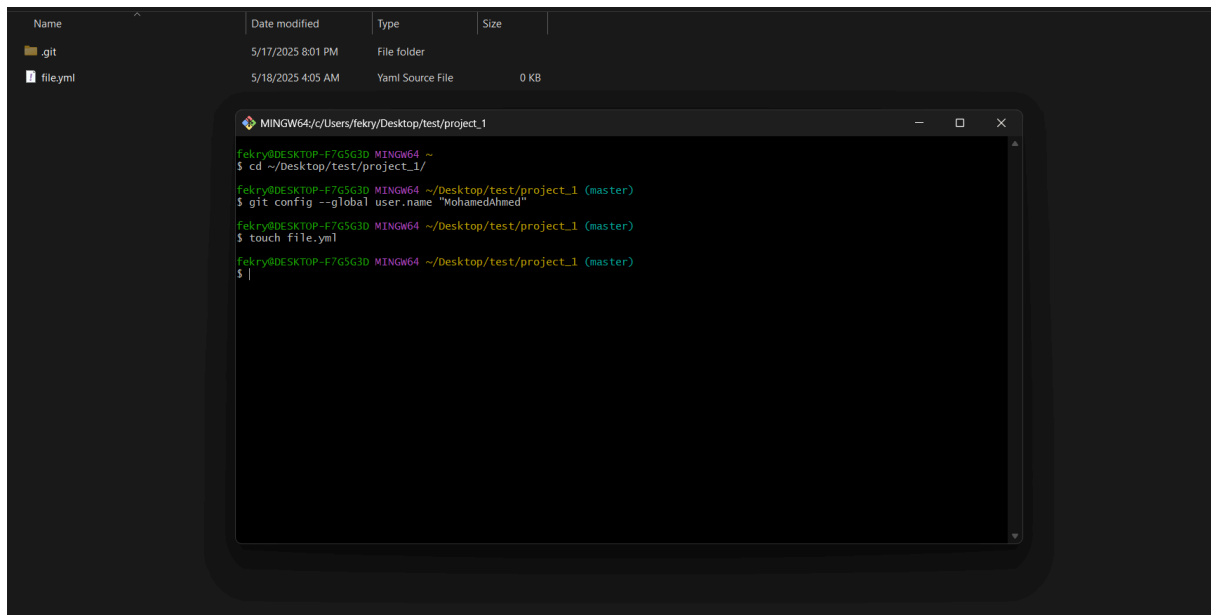 Name Date modified Type Size
.git 5/17/2025 8:01 PM File folder
file.yml 5/18/2025 4:05 AM Yaml Source File 0 KB
MINGW64:/c/Users/fekry/Desktop/test/project_1
fekry@DESKTOP-F7G5G3D MINGW64 ~
$ cd ~/Desktop/test/project_1/
fekry@DESKTOP-F7G5G3D MINGW64 ~/Desktop/test/project_1 (master)
$ git config --global user.name "MohamedAhmed"
fekry@DESKTOP-F7G5G3D MINGW64 ~/Desktop/test/project_1 (master)
$ touch file.yml
fekry@DESKTOP-F7G5G3D MINGW64 ~/Desktop/test/project_1 (master)
$